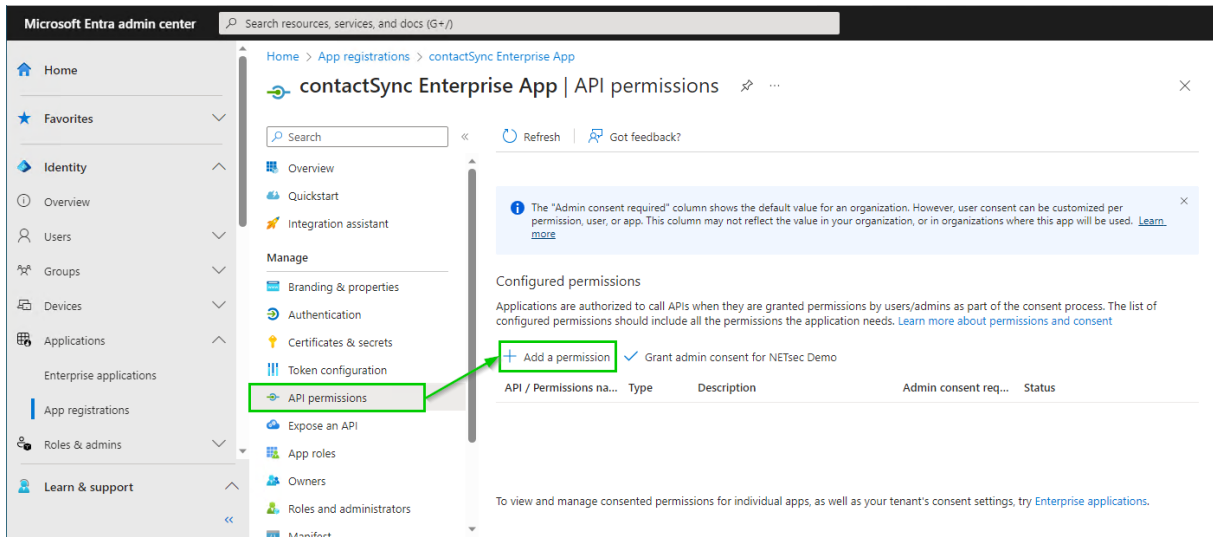 Microsoft Entra admin center
Search resources, services, and docs (G+/)
Home
Favorites
Identity
Overview
Users
Groups
Devices
Applications
Enterprise applications
App registrations
Roles & admins
Learn & support
Home > App registrations > contactSync Enterprise App
contactSync Enterprise App | API permissions
Search
Overview
Quickstart
Integration assistant
Manage
Branding & properties
Authentication
Certificates & secrets
Token configuration
API permissions
Expose an API
App roles
Owners
Roles and administrators
Manifest
Refresh
Got feedback?
The "Admin consent required" column shows the default value for an organization. However, user consent can be customized per
permission, user, or app. This column may not reflect the value in your organization, or in organizations where this app will be used. Learn
more
Configured permissions
Applications are authorized to call APIs when they are granted permissions by users/admins as part of the consent process. The list of
configured permissions should include all the permissions the application needs. Learn more about permissions and consent
Add a permission
Grant admin consent for NETsec Demo
API / Permissions na... Type Description Admin consent req... Status
To view and manage consented permissions for individual apps, as well as your tenant's consent settings, try Enterprise applications.